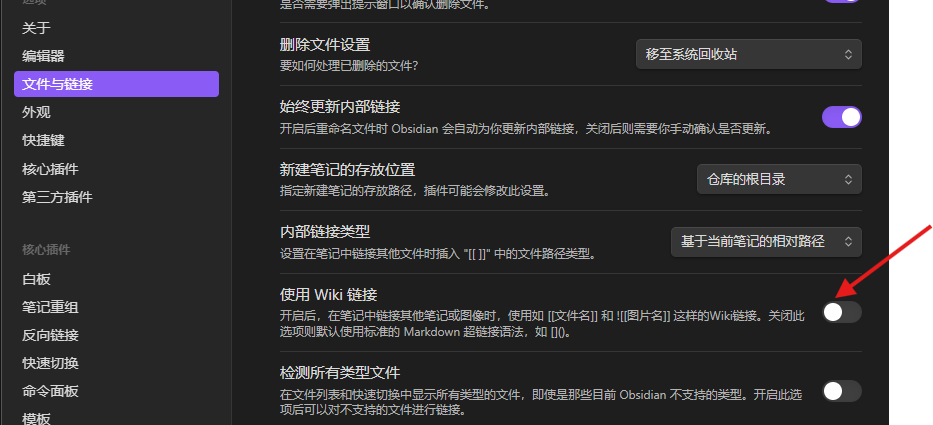 选项
关于
编辑器
文件与链接
外观
快捷键
核心插件
第三方插件
核心插件
白板
笔记重组
反向链接
快速切换
命令面板
模板
是否需要弹出提示窗口以确认删除文件。
删除文件设置
要如何处理已删除的文件？
移至系统回收站
始终更新内部链接
开启后重命名文件时 Obsidian 会自动为你更新内部链接，关闭后则需要你手动确认是否更新。
新建笔记的存放位置
指定新建笔记的存放路径，插件可能会修改此设置。
仓库的根目录
内部链接类型
设置在笔记中链接其他文件时插入 "[[ ]]" 中的文件路径类型。
基于当前笔记的相对路径
使用 Wiki 链接
开启后，在笔记中链接其他笔记或图像时，使用如 [[文件名]] 和 ![[图片名]] 这样的Wiki链接。关闭此
选项则默认使用标准的 Markdown 超链接语法，如 []()。
检测所有类型文件
在文件列表和快速切换中显示所有类型的文件，即使是那些目前 Obsidian 不支持的类型。开启此选
项后可以对不支持的文件进行链接。